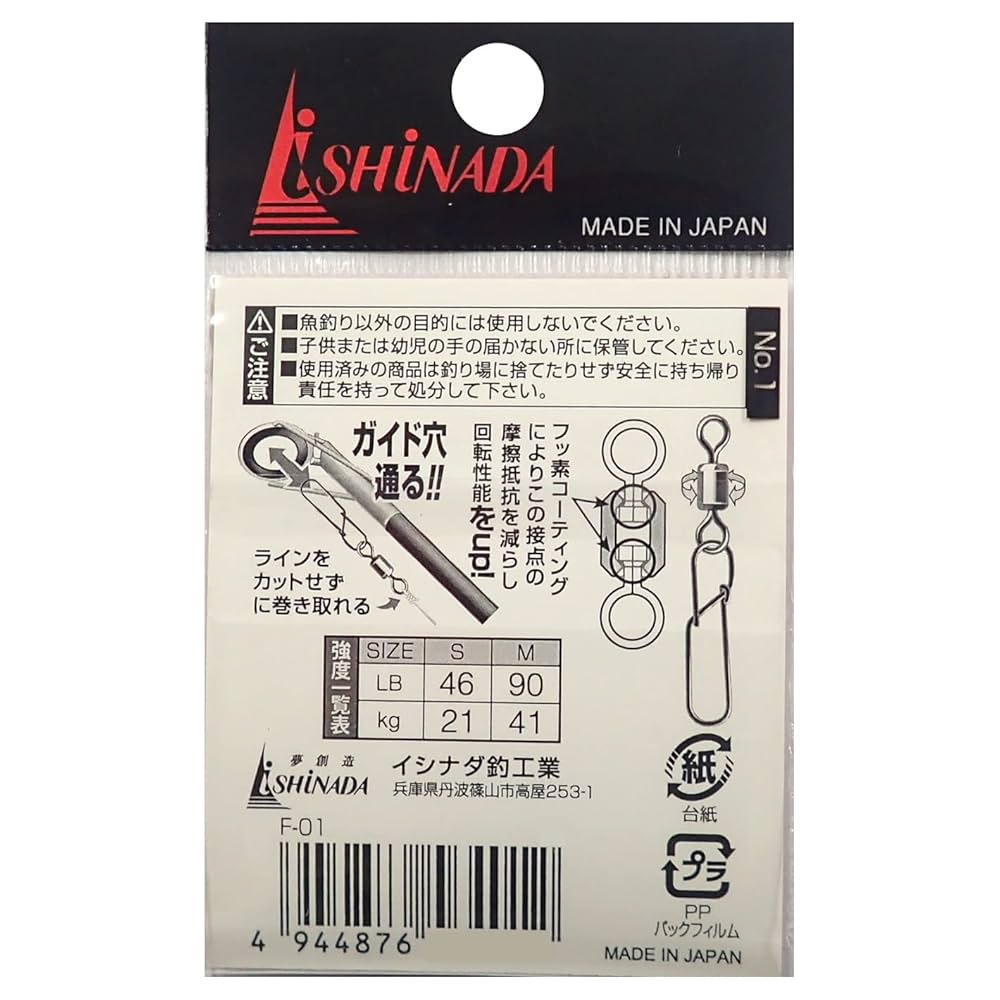 iSHiNADA
MADE IN JAPAN
ご注意
■魚釣り以外の目的には使用しないでください。
■子供または幼児の手の届かない所に保管してください。
■使用済みの商品は釣り場に捨てたりせず安全に持ち帰り
責任を持って処分して下さい。
No.1
ガイド穴
通る!!
ラインを
カットせず
に巻き取れる
フッ素コーティング
によりこの接点の
摩擦抵抗を減らし
回転性能をup!
強度一覧表
SIZE S M
LB 46 90
kg 21 41
夢創造
iSHiNADA
イシナダ釣工業
兵庫県丹波篠山市高屋253-1
F-01
4 944876
紙
台紙
プラ
PP
パックフィルム
MADE IN JAPAN